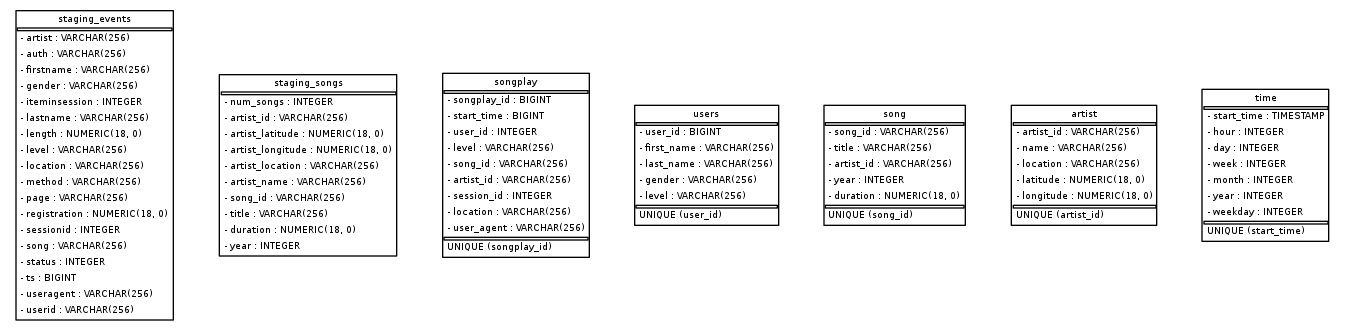 staging_events
- artist : VARCHAR(256)
- auth : VARCHAR(256)
- firstname : VARCHAR(256)
- gender : VARCHAR(256)
- iteminsession : INTEGER
- lastname : VARCHAR(256)
- length : NUMERIC(18, 0)
- level : VARCHAR(256)
- location : VARCHAR(256)
- method : VARCHAR(256)
- page : VARCHAR(256)
- registration : NUMERIC(18, 0)
- sessionid : INTEGER
- song : VARCHAR(256)
- status : INTEGER
- ts : BIGINT
- useragent : VARCHAR(256)
- userid : VARCHAR(256)
staging_songs
- num_songs : INTEGER
- artist_id : VARCHAR(256)
- artist_latitude : NUMERIC(18, 0)
- artist_longitude : NUMERIC(18, 0)
- artist_location : VARCHAR(256)
- artist_name : VARCHAR(256)
- song_id : VARCHAR(256)
- title : VARCHAR(256)
- duration : NUMERIC(18, 0)
- year : INTEGER
songplay
- songplay_id : BIGINT
- start_time : BIGINT
- user_id : INTEGER
- level : VARCHAR(256)
- song_id : VARCHAR(256)
- artist_id : VARCHAR(256)
- session_id : INTEGER
- location : VARCHAR(256)
- user_agent : VARCHAR(256)
UNIQUE (songplay_id)
users
- user_id : BIGINT
- first_name : VARCHAR(256)
- last_name : VARCHAR(256)
- gender : VARCHAR(256)
- level : VARCHAR(256)
UNIQUE (user_id)
song
- song_id : VARCHAR(256)
- title : VARCHAR(256)
- artist_id : VARCHAR(256)
- year : INTEGER
- duration : NUMERIC(18, 0)
UNIQUE (song_id)
artist
- artist_id : VARCHAR(256)
- name : VARCHAR(256)
- location : VARCHAR(256)
- latitude : NUMERIC(18, 0)
- longitude : NUMERIC(18, 0)
UNIQUE (artist_id)
time
- start_time : TIMESTAMP
- hour : INTEGER
- day : INTEGER
- week : INTEGER
- month : INTEGER
- year : INTEGER
- weekday : INTEGER
UNIQUE (start_time)